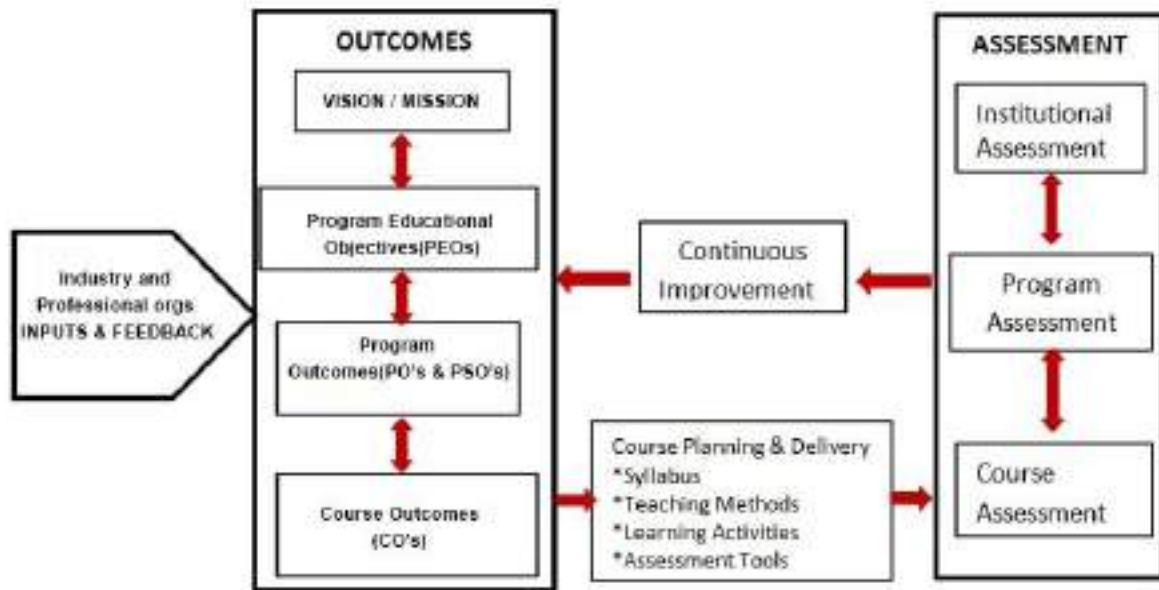 OUTCOMES
VISION / MISSION
Program Educational
Objectives(PEOs)
Program
Outcomes(PO's & PSO's)
Course Outcomes
(CO's)
Industry and
Professional orgs
INPUTS & FEEDBACK
Continuous
Improvement
Course Planning & Delivery
*Syllabus
*Teaching Methods
*Learning Activities
*Assessment Tools
ASSESSMENT
Institutional
Assessment
Program
Assessment
Course
Assessment